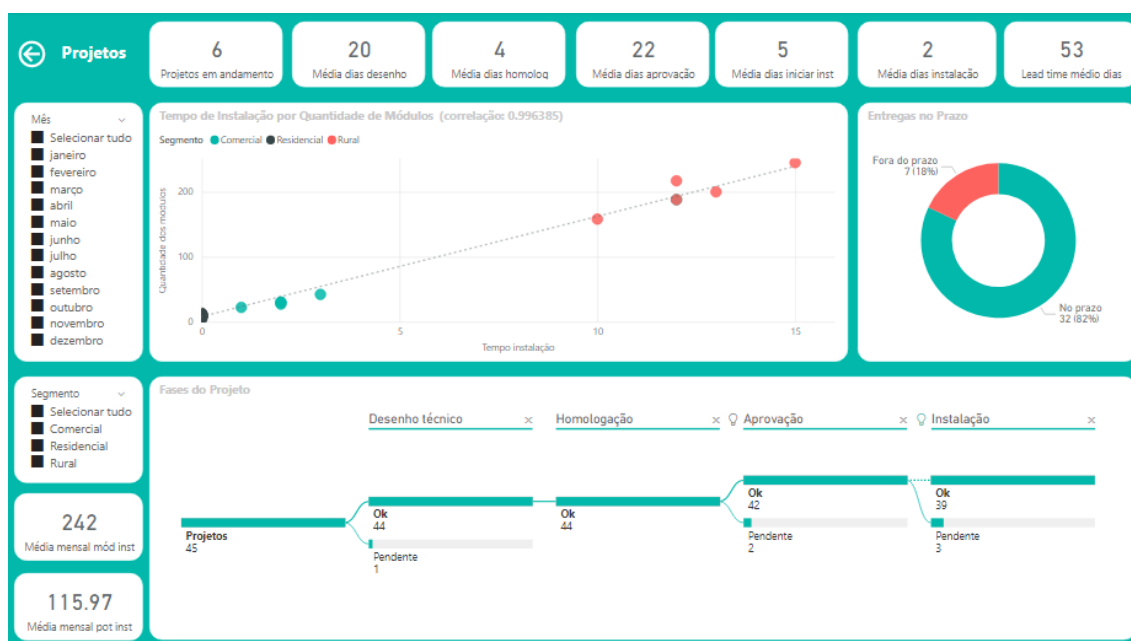 Projetos
6
Projetos em andamento
20
Média dias desenho
4
Média dias homolog
22
Média dias aprovação
5
Média dias iniciar inst
2
Média dias instalação
53
Lead time médio dias
Mês
Selecionar tudo
janeiro
fevereiro
março
abril
maio
junho
julho
agosto
setembro
outubro
novembro
dezembro
Tempo de Instalação por Quantidade de Módulos (correlação: 0.996385)
Segmento Comercial Residencial Rural
Quantidade dos modulos
200
100
0
0 5 10 15
Tempo instalação
Entregas no Prazo
Fora do prazo
7 (18%)
No prazo
32 (82%)
Segmento
Selecionar tudo
Comercial
Residencial
Rural
242
Média mensal mód inst
115.97
Média mensal pot inst
Fases do Projeto
Desenho técnico
Homologação
Aprovação
Instalação
Projetos
45
Ok
44
Pendente
1
Ok
44
Ok
42
Pendente
2
Ok
39
Pendente
3